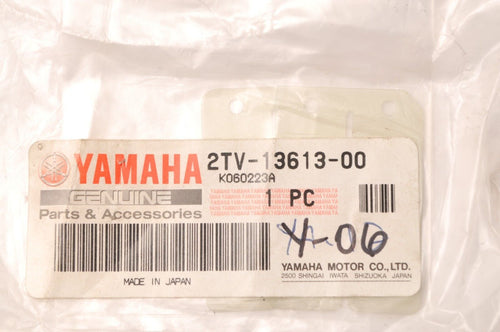 YAMAHA 2TV-13613-00
K060223A
GENUINE 1 PC
Parts & Accessories
Y-06
MADE IN JAPAN YAMAHA MOTOR CO., LTD.
2500 SHINGAI IWATA SHIZUOKA JAPAN